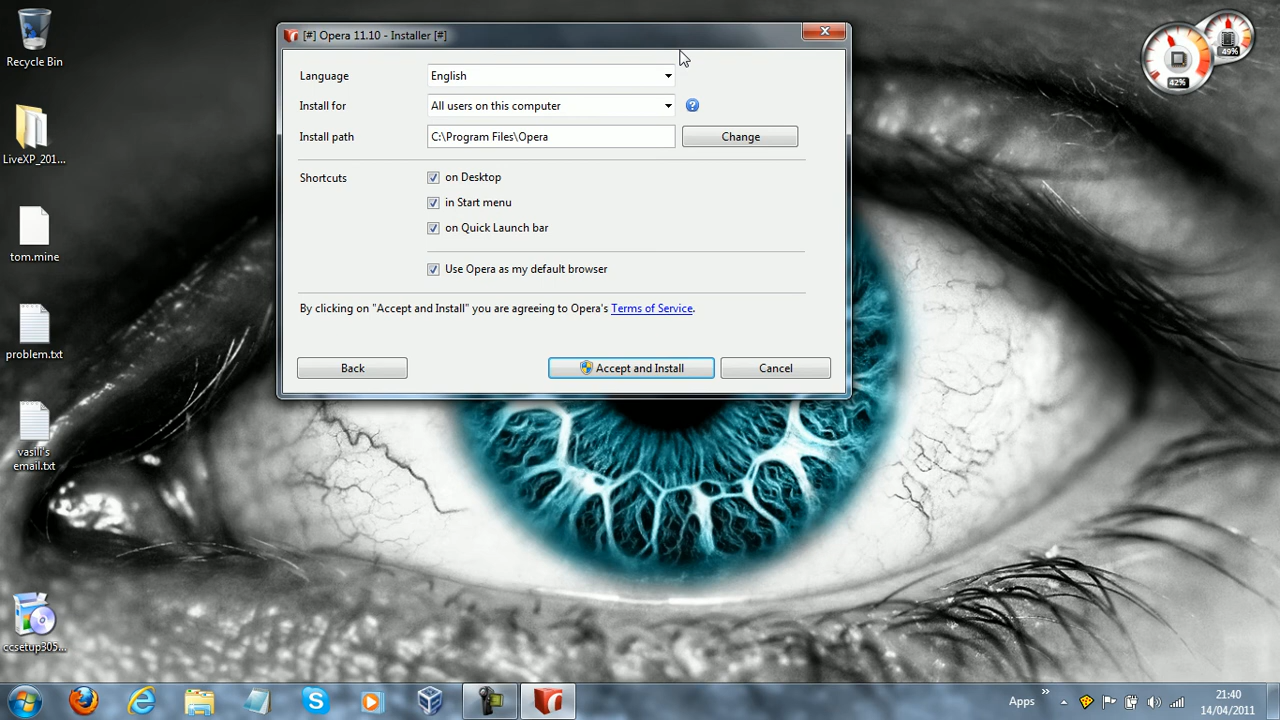 Recycle Bin
LiveXP_201...
tom.mine
problem.txt
vasili's
email.txt
ccsetup305...
[#] Opera 11.10 - Installer [#]
Language
English
Install for
All users on this computer
Install path
C:\Program Files\Opera
Change
Shortcuts
on Desktop
in Start menu
on Quick Launch bar
Use Opera as my default browser
By clicking on "Accept and Install" you are agreeing to Opera's Terms of Service.
Back
Accept and Install
Cancel
49%
42%
Apps
21:40
14/04/2011